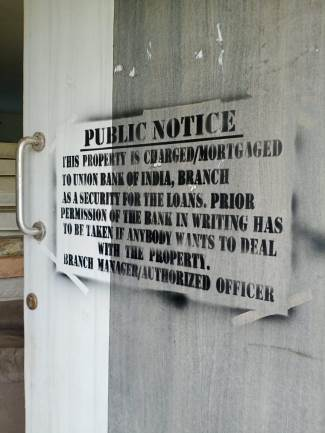 PUBLIC NOTICE
THIS PROPERTY IS CHARGED/MORTGAGED
TO UNION BANK OF INDIA, BRANCH
AS A SECURITY FOR THE LOANS. PRIOR
PERMISSION OF THE BANK IN WRITING HAS
TO BE TAKEN IF ANYBODY WANTS TO DEAL
WITH THE PROPERTY.
BRANCH MANAGER/AUTHORIZED OFFICER